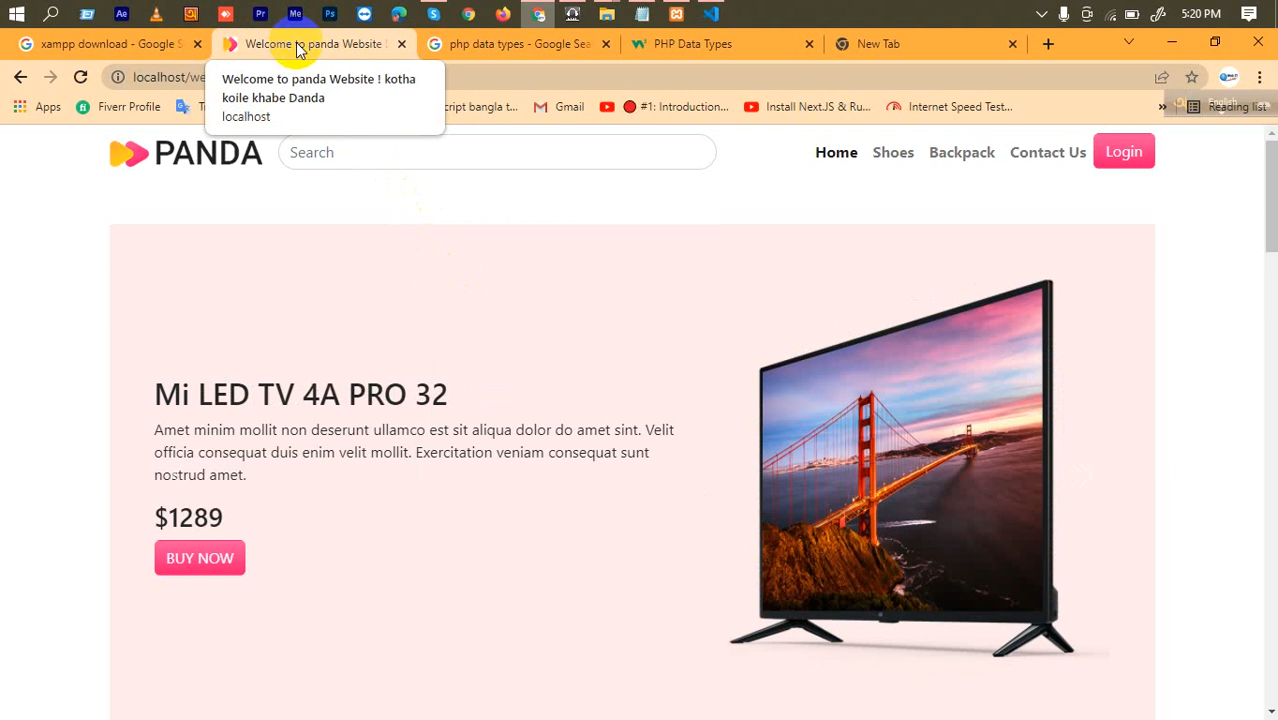 5:20 PM
xampp download - Google S
Welcome to panda Website
php data types - Google Sea
PHP Data Types
New Tab
localhost/we
Welcome to panda Website ! kotha
koile khabe Danda
localhost
Apps
Fiverr Profile
cript bangla t...
Gmail
#1: Introduction...
Install NextJS & Ru...
Internet Speed Test...
»
Reading list
English
PANDA
Search
Home
Shoes
Backpack
Contact Us
Login
Mi LED TV 4A PRO 32
Amet minim mollit non deserunt ullamco est sit aliqua dolor do amet sint. Velit
officia consequat duis enim velit mollit. Exercitation veniam consequat sunt
nostrud amet.
$1289
BUY NOW